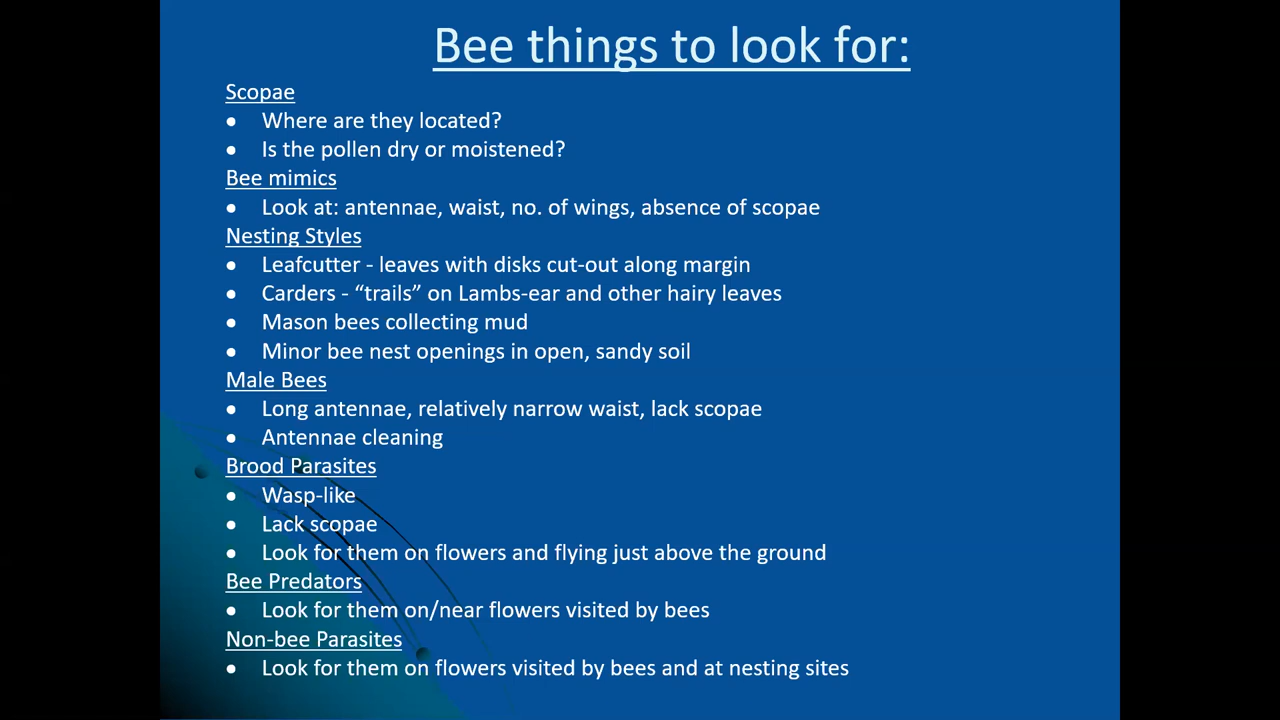 Bee things to look for:
Scopae
• Where are they located?
• Is the pollen dry or moistened?
Bee mimics
• Look at: antennae, waist, no. of wings, absence of scopae
Nesting Styles
• Leafcutter - leaves with disks cut-out along margin
• Carders - “trails” on Lambs-ear and other hairy leaves
• Mason bees collecting mud
• Minor bee nest openings in open, sandy soil
Male Bees
• Long antennae, relatively narrow waist, lack scopae
• Antennae cleaning
Brood Parasites
• Wasp-like
• Lack scopae
• Look for them on flowers and flying just above the ground
Bee Predators
• Look for them on/near flowers visited by bees
Non-bee Parasites
• Look for them on flowers visited by bees and at nesting sites